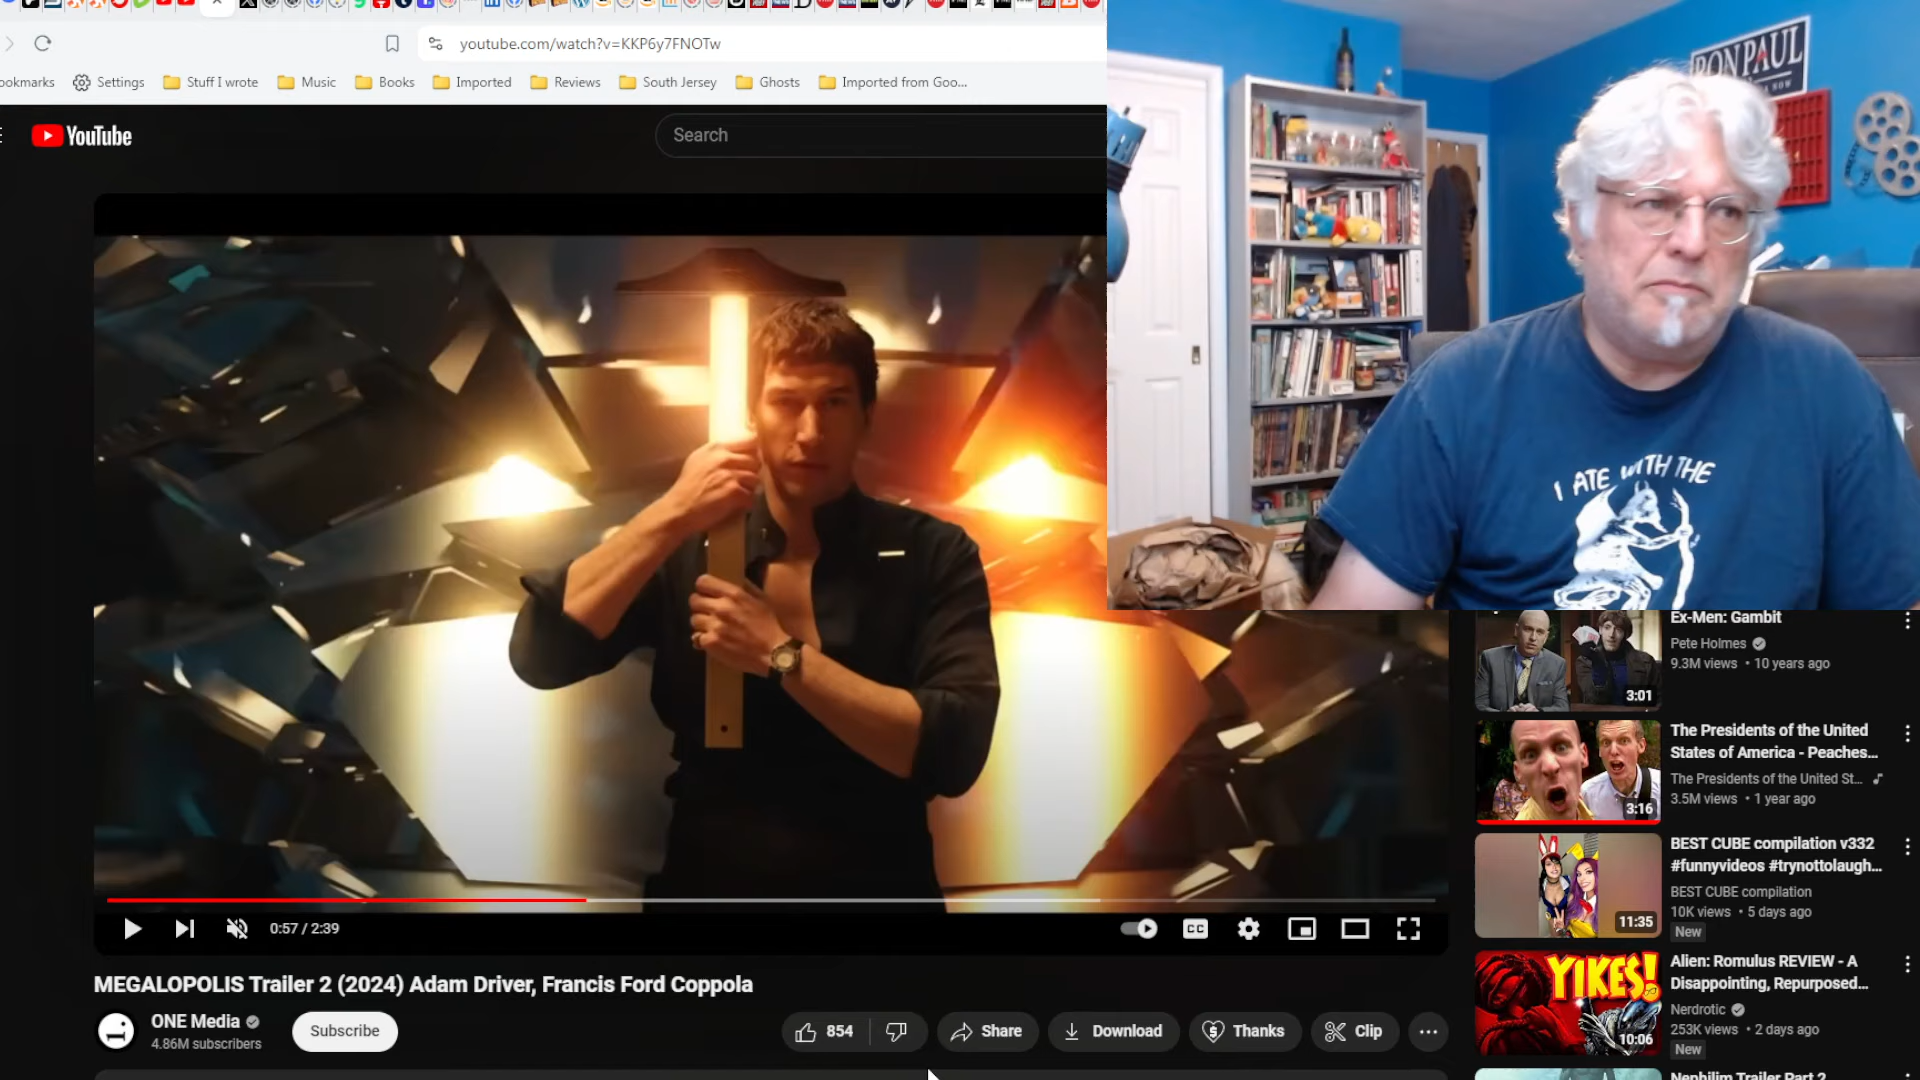 youtube.com/watch?v=KKP6y7FNOTw
ookmarks
Settings
Stuff I wrote
Music
Books
Imported
Reviews
South Jersey
Ghosts
Imported from Goo...
YouTube
Search
RON PAUL
NOW
I ATE WITH THE
0:57 / 2:39
CC
MEGALOPOLIS Trailer 2 (2024) Adam Driver, Francis Ford Coppola
ONE Media
4.86M subscribers
Subscribe
854
Share
Download
Thanks
Clip
Ex-Men: Gambit
Pete Holmes
9.3M views • 10 years ago
3:01
The Presidents of the United
States of America - Peaches...
The Presidents of the United St...
3.5M views • 1 year ago
3:16
BEST CUBE compilation v332
#funnyvideos #trynottolaugh...
BEST CUBE compilation
10K views • 5 days ago
New
11:35
YIKES!
Alien: Romulus REVIEW - A
Disappointing, Repurposed...
Nerdrotic
253K views • 2 days ago
New
10:06
Nephilim Trailer Part 2